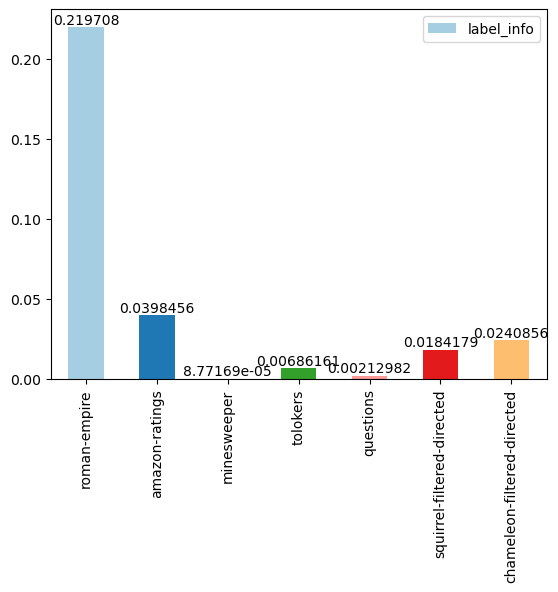 0.219708
label_info
0.20
0.15
0.10
0.05
0.0398456
0.0240856
0.0184179
0.00686161
0.00212982
8.77169e-05
0.00
roman-empire
amazon-ratings
minesweeper
tolokers
questions
squirrel-filtered-directed
chameleon-filtered-directed